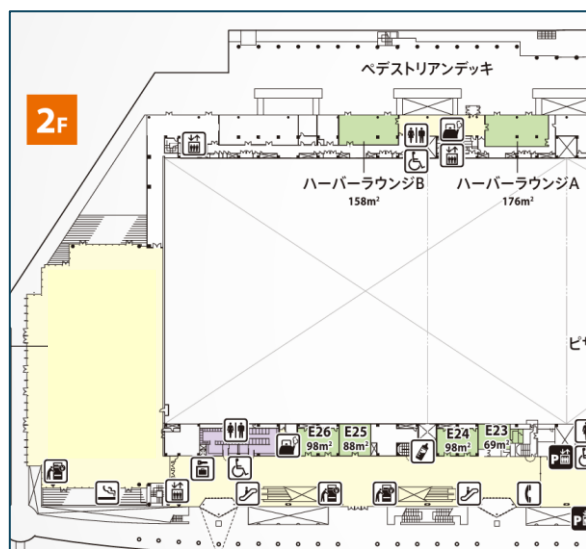 ペデストリアンデッキ
2F
ハーバーラウンジB
158m²
ハーバーラウンジA
176m²
ピ
E26
98m²
E25
88m²
E24
98m²
E23
69m²
P
P